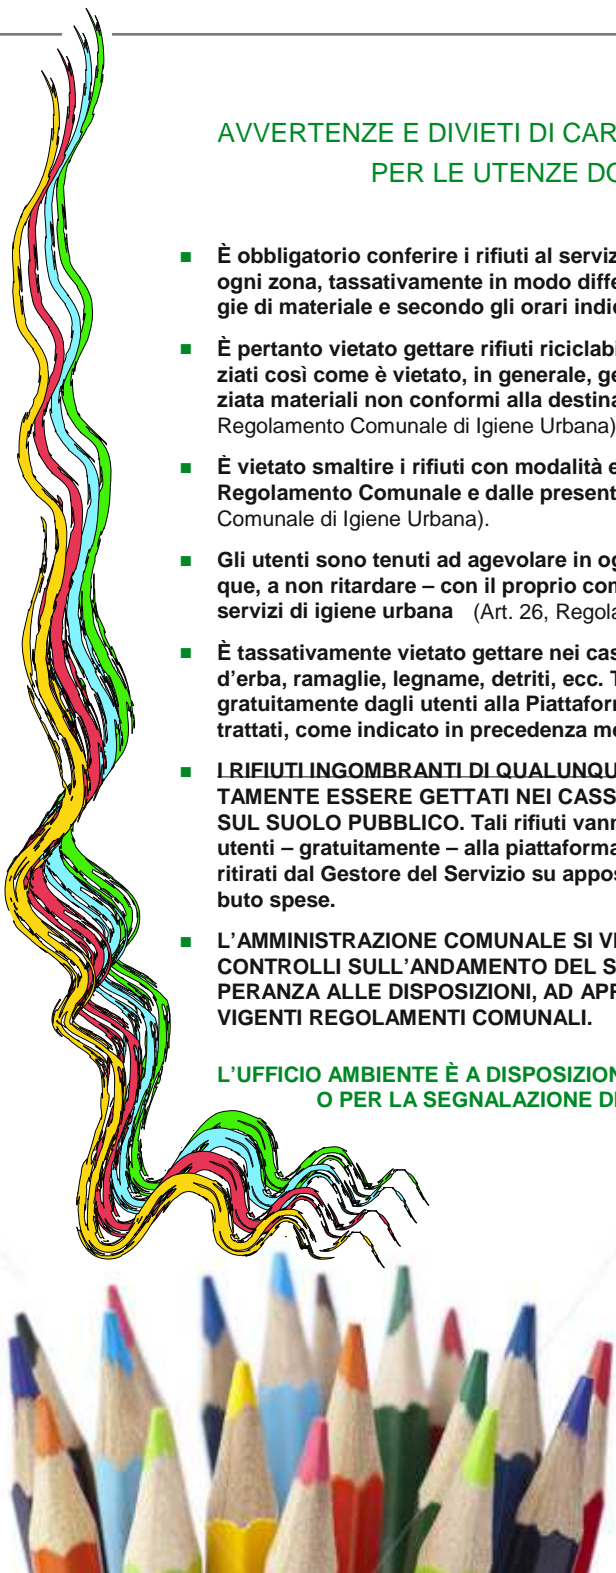 AVVERTENZE E DIVIETI DI CAR
PER LE UTENZE DO
È obbligatorio conferire i rifiuti al serviz
ogni zona, tassativamente in modo diffe
gie di materiale e secondo gli orari indi
È pertanto vietato gettare rifiuti riciclabi
ziati così come è vietato, in generale, ge
ziata materiali non conformi alla destina
Regolamento Comunale di Igiene Urbana)
È vietato smaltire i rifiuti con modalità e
Regolamento Comunale e dalle present
Comunale di Igiene Urbana).
Gli utenti sono tenuti ad agevolare in og
que, a non ritardare – con il proprio com
servizi di igiene urbana (Art. 26, Regola
È tassativamente vietato gettare nei cas
d’erba, ramaglie, legname, detriti, ecc. T
gratuitamente dagli utenti alla Piattaforr
trattati, come indicato in precedenza me
I RIFIUTI INGOMBRANTI DI QUALUNQU
TAMENTE ESSERE GETTATI NEI CASS
SUL SUOLO PUBBLICO. Tali rifiuti vanr
utenti – gratuitamente – alla piattaforma
ritirati dal Gestore del Servizio su appos
buto spese.
L’AMMINISTRAZIONE COMUNALE SI VI
CONTROLLI SULL’ANDAMENTO DEL S
PERANZA ALLE DISPOSIZIONI, AD APP
VIGENTI REGOLAMENTI COMUNALI.
L’UFFICIO AMBIENTE È A DISPOSIZION
O PER LA SEGNALAZIONE DI